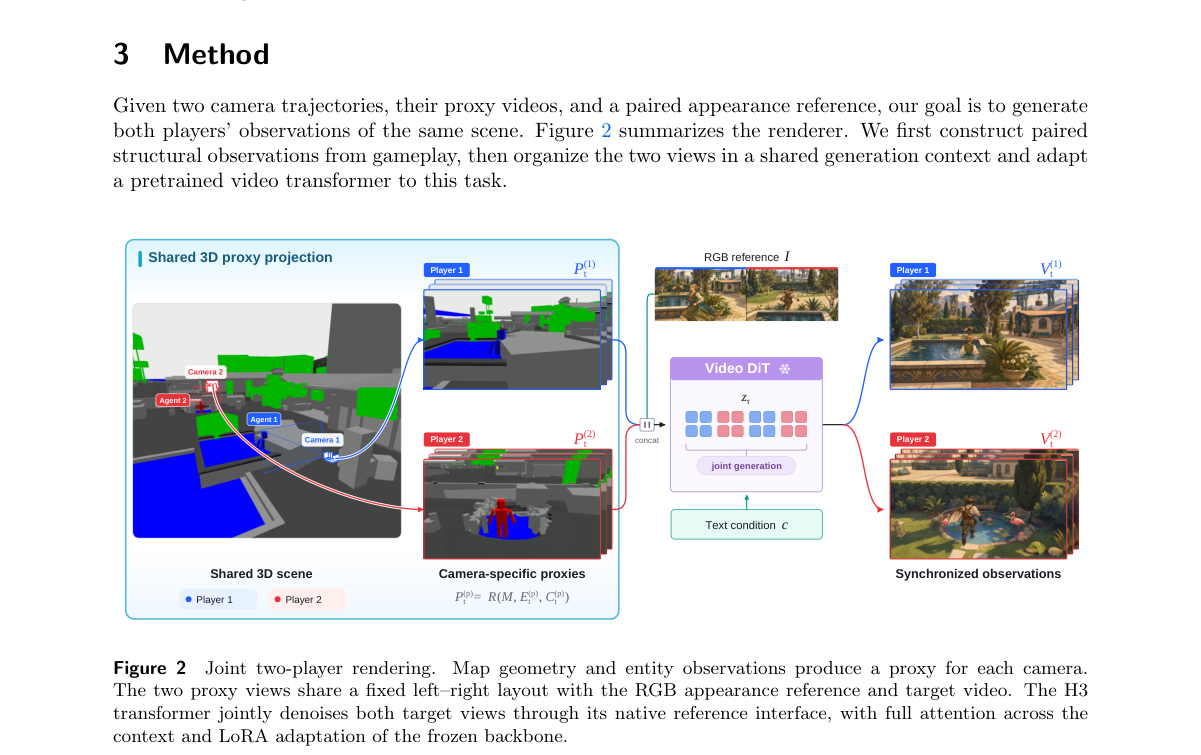 3 Method
Given two camera trajectories, their proxy videos, and a paired appearance reference, our goal is to generate
both players’ observations of the same scene. Figure 2 summarizes the renderer. We first construct paired
structural observations from gameplay, then organize the two views in a shared generation context and adapt
a pretrained video transformer to this task.
Shared 3D proxy projection
Camera 2
Agent 2
Agent 1
Camera 1
Shared 3D scene
Player 1
Player 2
Player 1
P_t^(1)
Player 2
P_t^(2)
Camera-specific proxies
P_t^(p) = R(M, E_t^(p), C_t^(p))
concat
RGB reference I
Video DiT
z_t
joint generation
Text condition c
Player 1
V_t^(1)
Player 2
V_t^(2)
Synchronized observations
Figure 2 Joint two-player rendering. Map geometry and entity observations produce a proxy for each camera.
The two proxy views share a fixed left–right layout with the RGB appearance reference and target video. The H3
transformer jointly denoises both target views through its native reference interface, with full attention across the
context and LoRA adaptation of the frozen backbone.